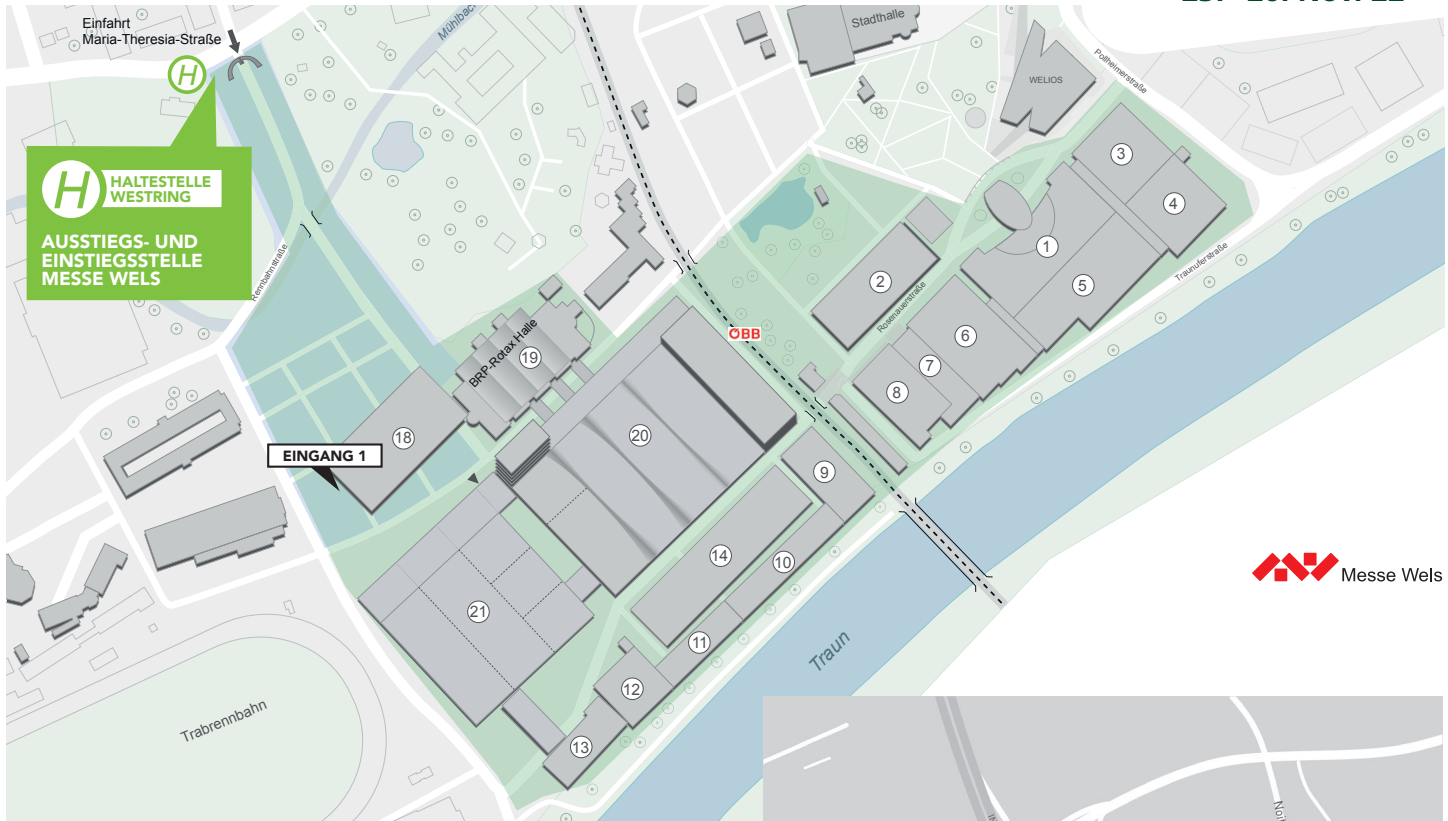 Einfahrt
Maria-Theresia-Straße
H
H
HALTESTELLE
WESTRING
AUSSTIEGS- UND
EINSTIEGSSTELLE
MESSE WELS
Mühlbach
Stadthalle
WELIOS
Pollheimerstraße
Rennbahnstraße
Rosenauerstraße
Traunuferstraße
ÖBB
BRP-Rotax Halle
EINGANG 1
1
2
3
4
5
6
7
8
9
10
11
12
13
14
18
19
20
21
Traun
Trabrennbahn
Messe Wels